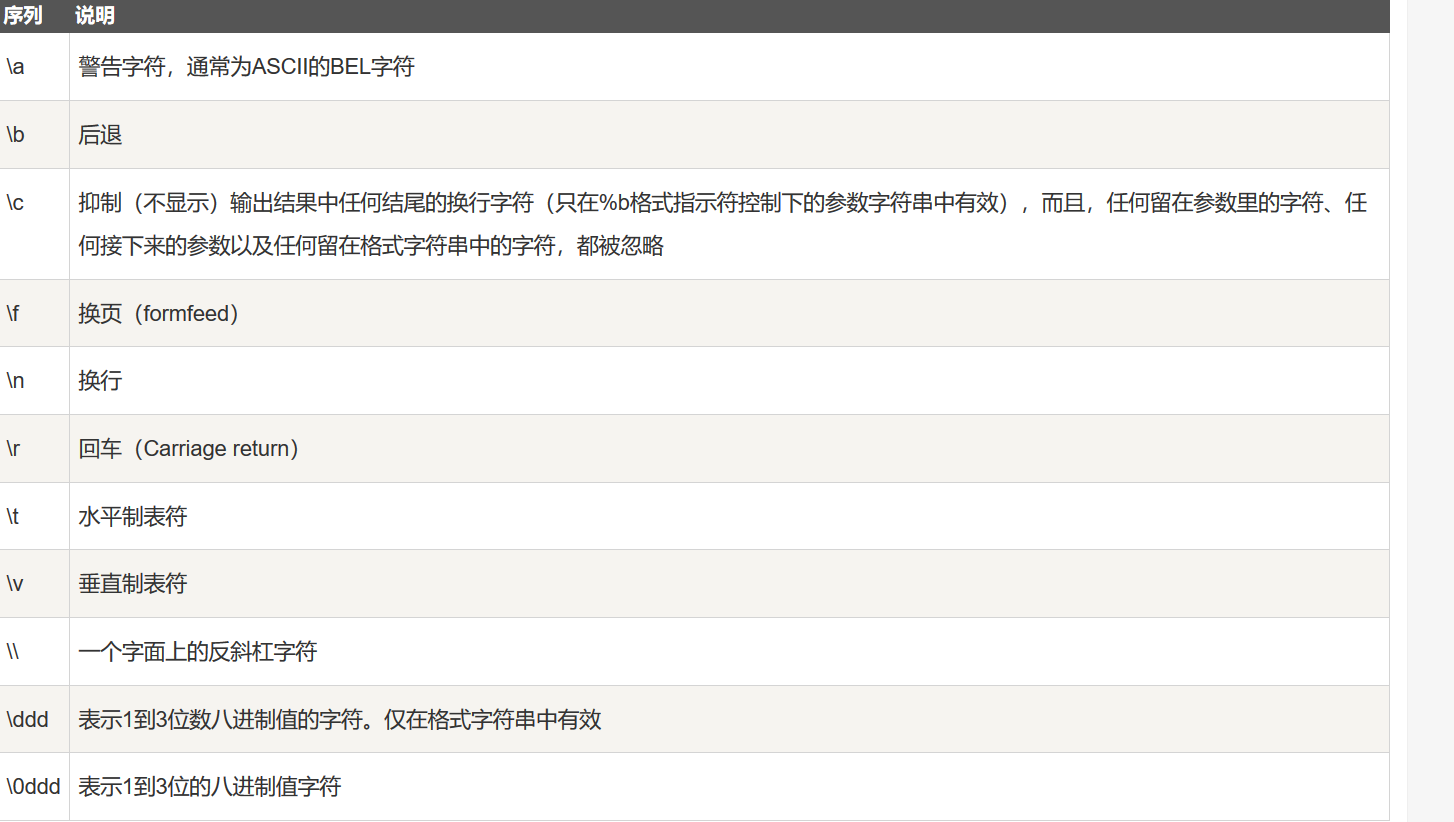 序列 说明
\a 警告字符，通常为ASCII的BEL字符
\b 后退
\c 抑制（不显示）输出结果中任何结尾的换行字符（只在%b格式指示符控制下的参数字符串中有效），而且，任何留在参数里的字符、任
何接下来的参数以及任何留在格式字符串中的字符，都被忽略
\f 换页（formfeed）
\n 换行
\r 回车（Carriage return）
\t 水平制表符
\v 垂直制表符
\\ 一个字面上的反斜杠字符
\ddd 表示1到3位数八进制值的字符。仅在格式字符串中有效
\0ddd 表示1到3位的八进制值字符